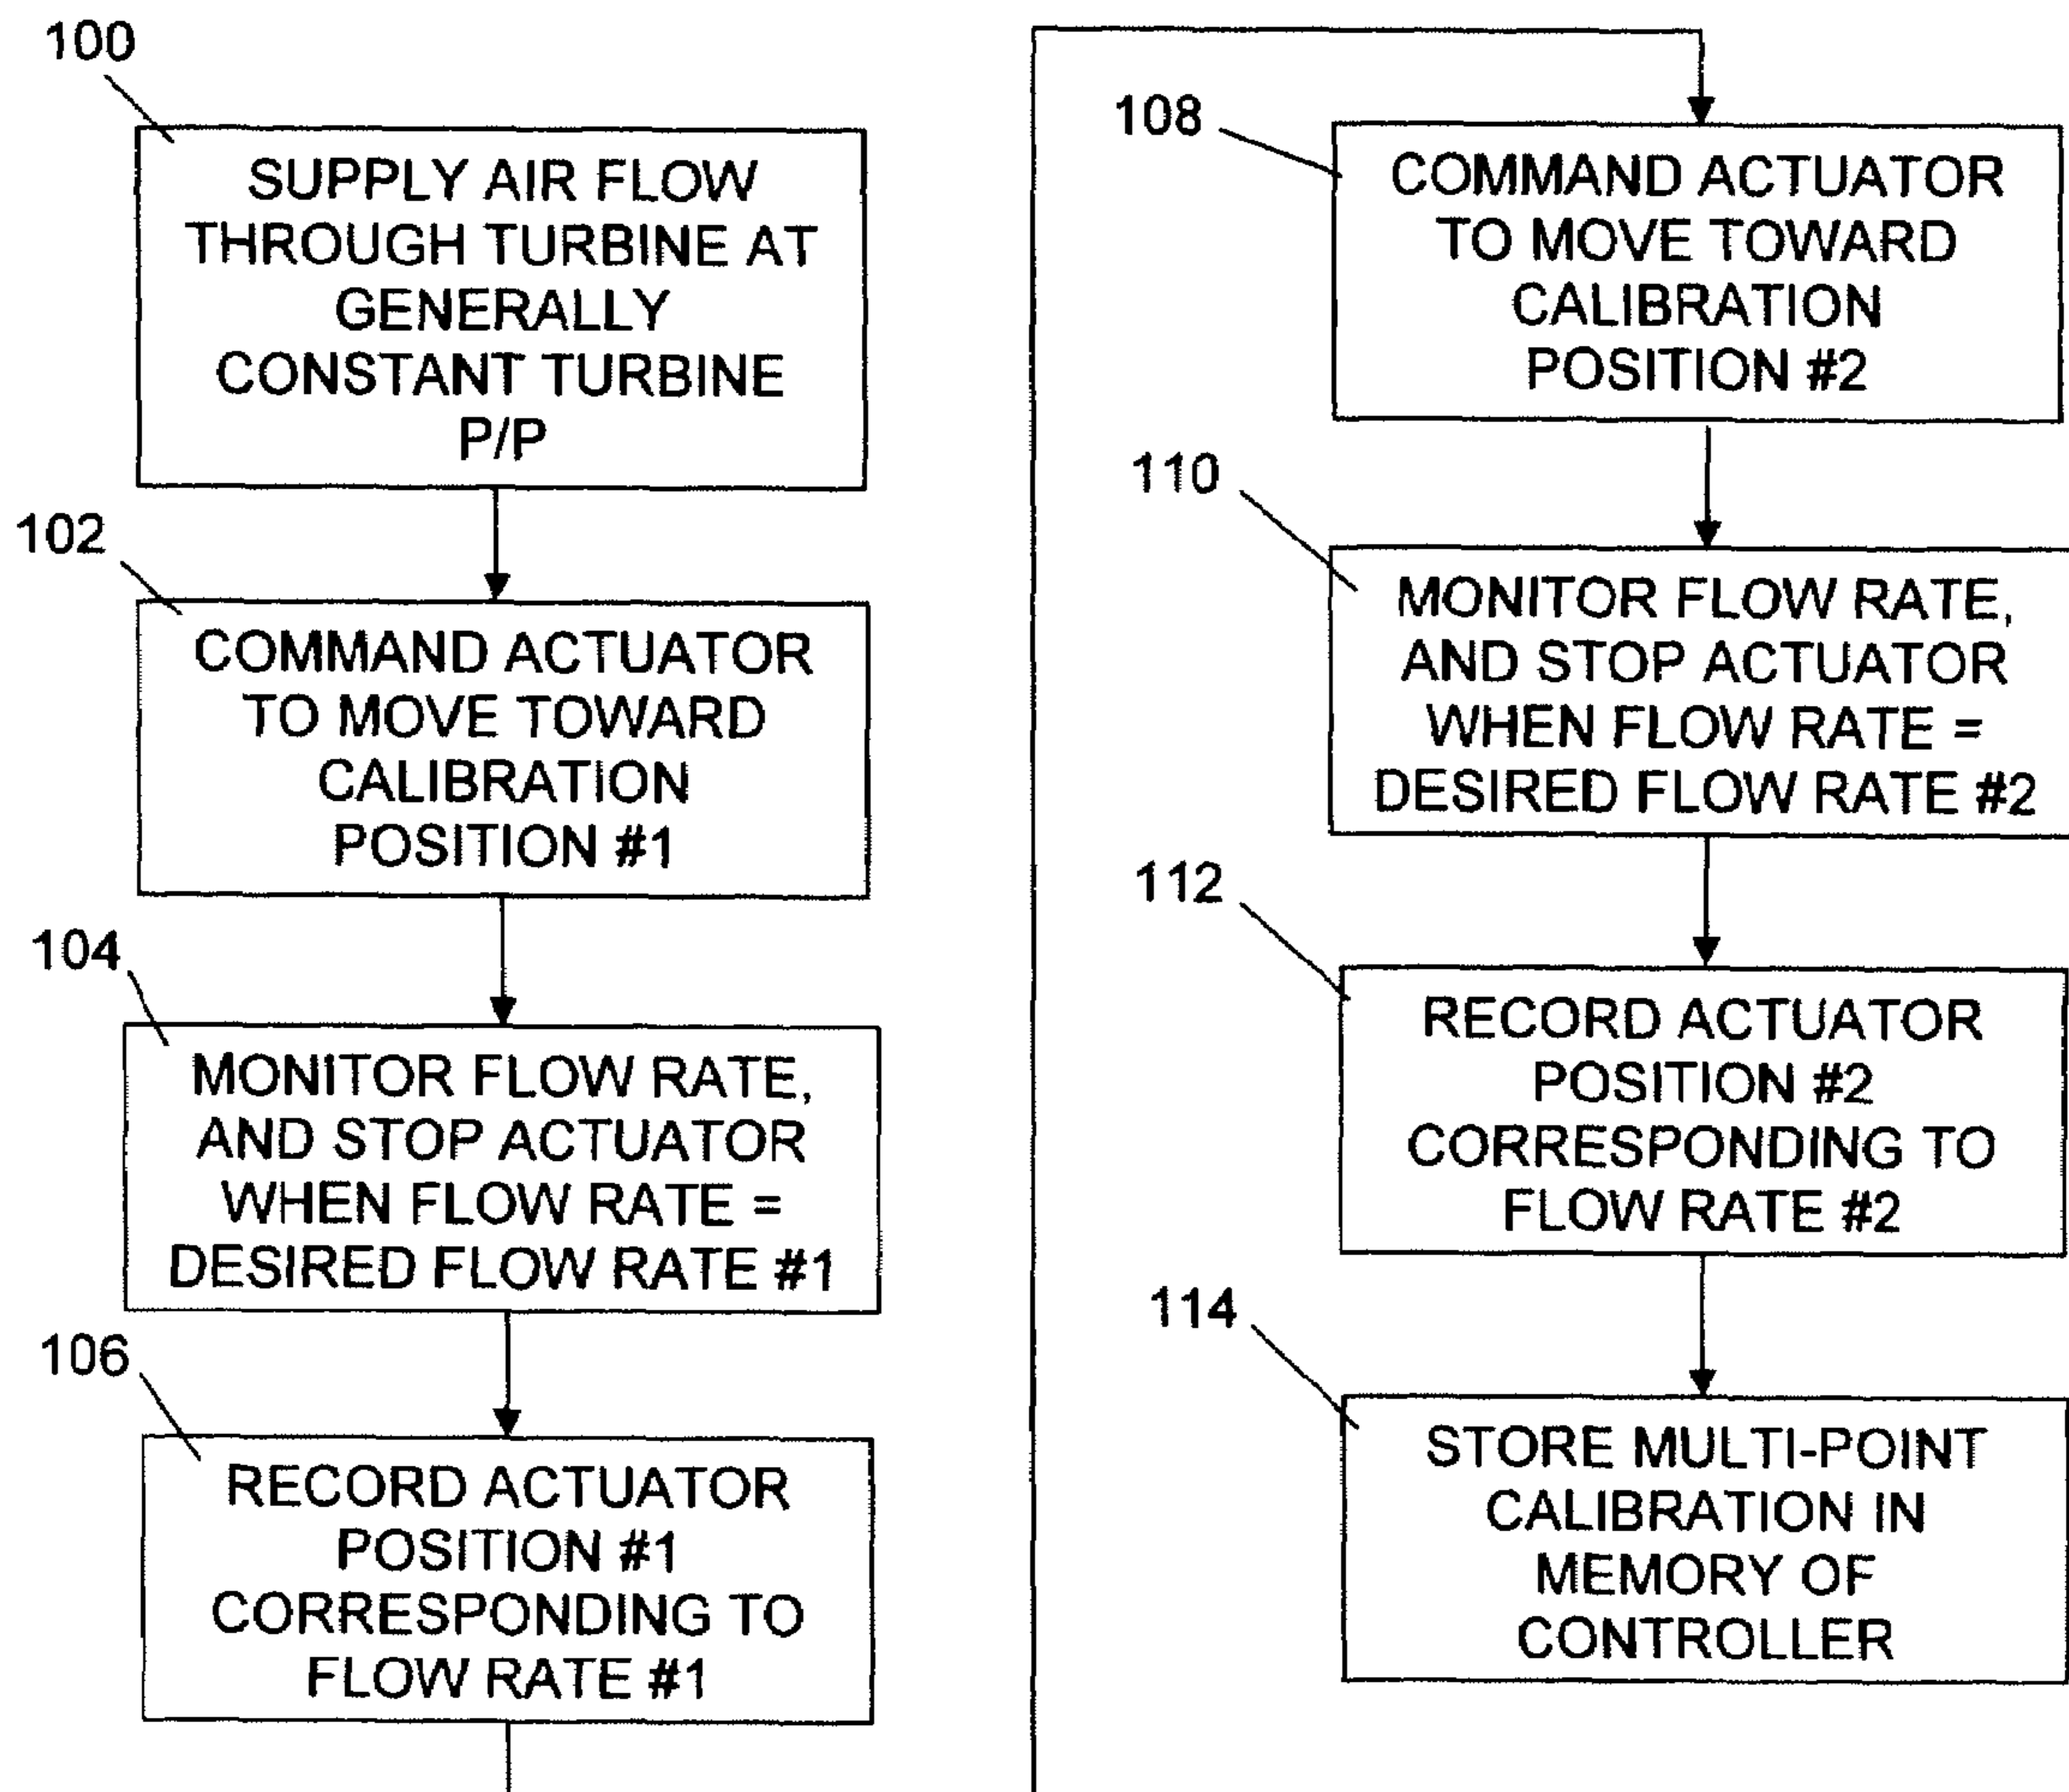 100
SUPPLY AIR FLOW
THROUGH TURBINE AT
GENERALLY
CONSTANT TURBINE
P/P
102
COMMAND ACTUATOR
TO MOVE TOWARD
CALIBRATION
POSITION #1
104
MONITOR FLOW RATE,
AND STOP ACTUATOR
WHEN FLOW RATE =
DESIRED FLOW RATE #1
106
RECORD ACTUATOR
POSITION #1
CORRESPONDING TO
FLOW RATE #1
108
COMMAND ACTUATOR
TO MOVE TOWARD
CALIBRATION
POSITION #2
110
MONITOR FLOW RATE,
AND STOP ACTUATOR
WHEN FLOW RATE =
DESIRED FLOW RATE #2
112
RECORD ACTUATOR
POSITION #2
CORRESPONDING TO
FLOW RATE #2
114
STORE MULTI-POINT
CALIBRATION IN
MEMORY OF
CONTROLLER